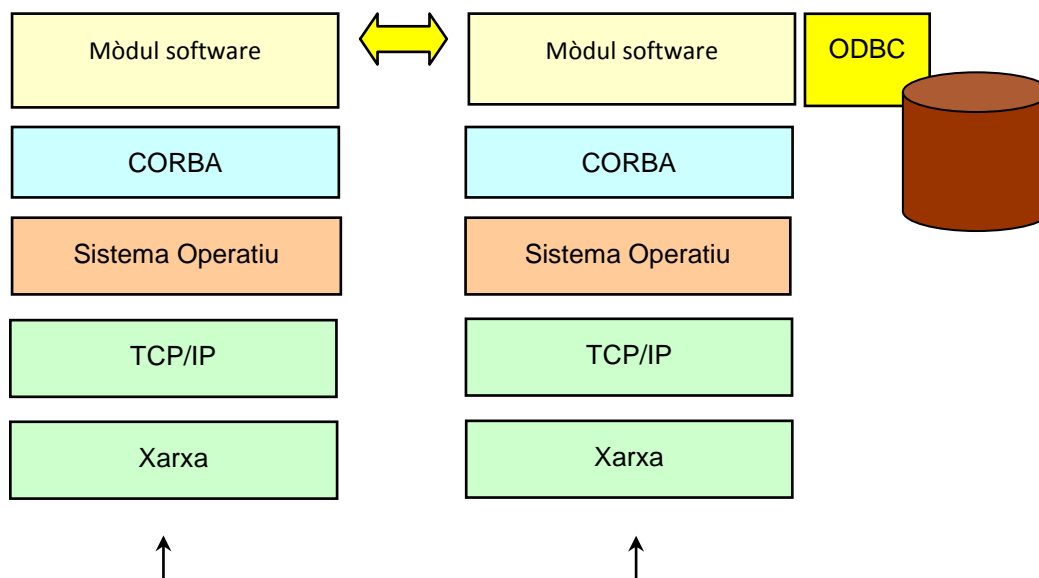 Mòdul software
Mòdul software
ODBC
CORBA
CORBA
Sistema Operatiu
Sistema Operatiu
TCP/IP
TCP/IP
Xarxa
Xarxa